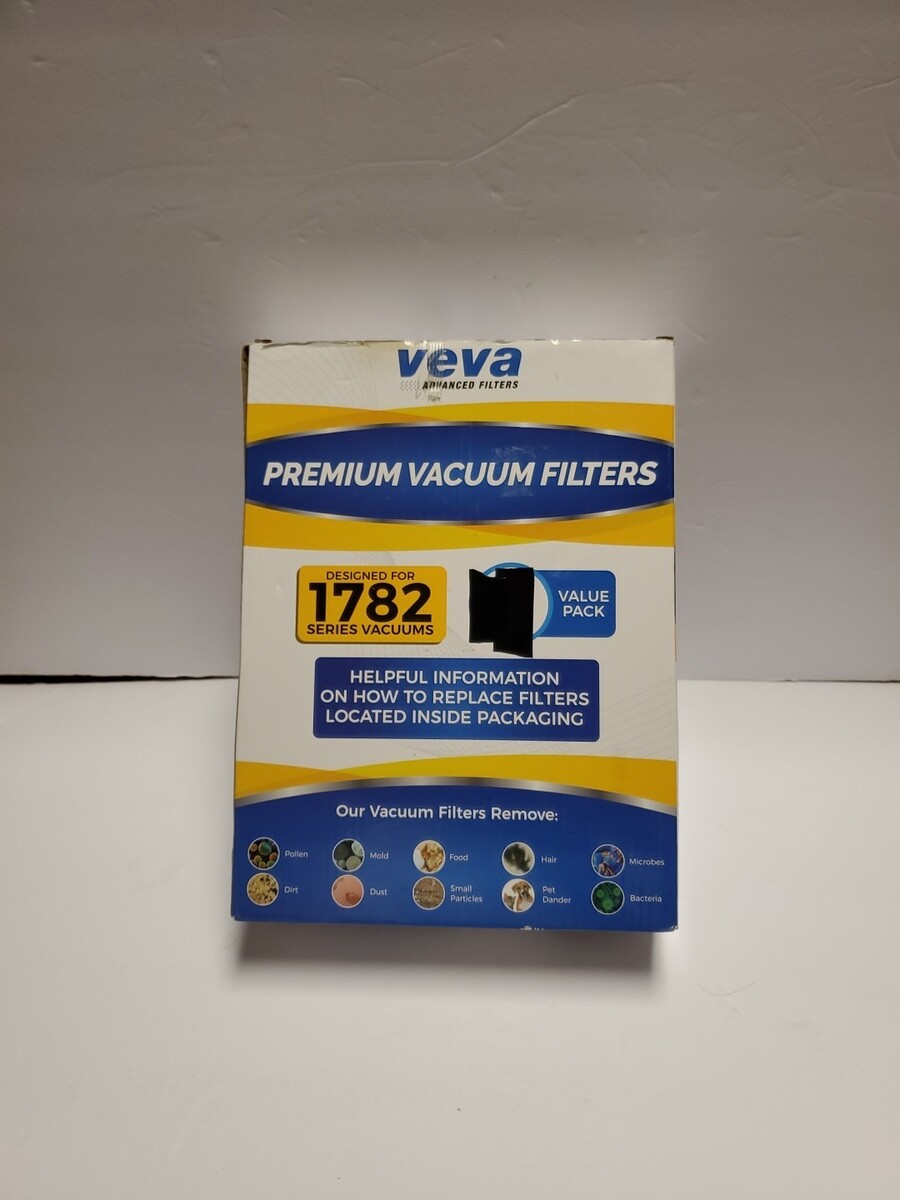 veva
ADVANCED FILTERS
PREMIUM VACUUM FILTERS
DESIGNED FOR
1782
SERIES VACUUMS
VALUE
PACK
HELPFUL INFORMATION
ON HOW TO REPLACE FILTERS
LOCATED INSIDE PACKAGING
Our Vacuum Filters Remove:
Pollen
Mold
Food
Hair
Microbes
Dirt
Dust
Small
Particles
Pet
Dander
Bacteria